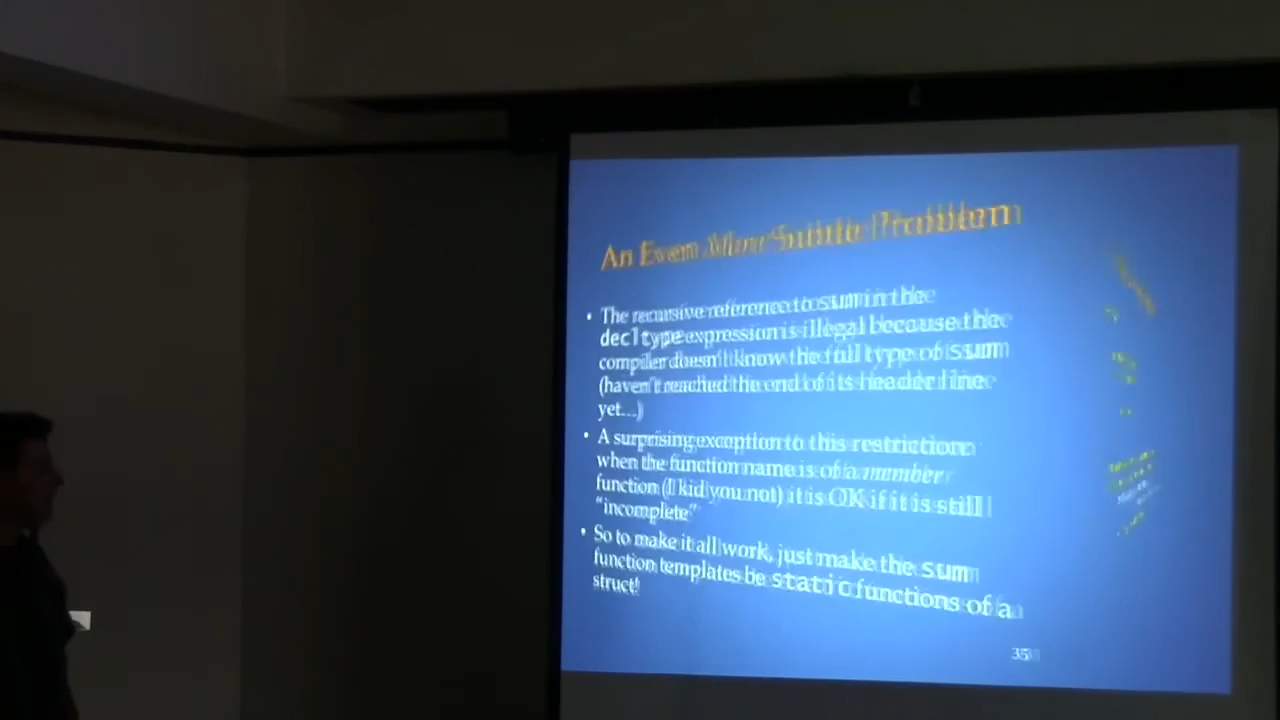 An Even More Subtle Problem
• The recursive reference to sum in the
decltype expression is illegal because the
compiler doesn't know the full type of sum
(haven't reached the end of its header line
yet...)
• A surprising exception to this restriction:
when the function name is of a member
function (I kid you not) it is OK if it is still
"incomplete"
• So to make it all work, just make the sum
function templates be static functions of a
struct!
35